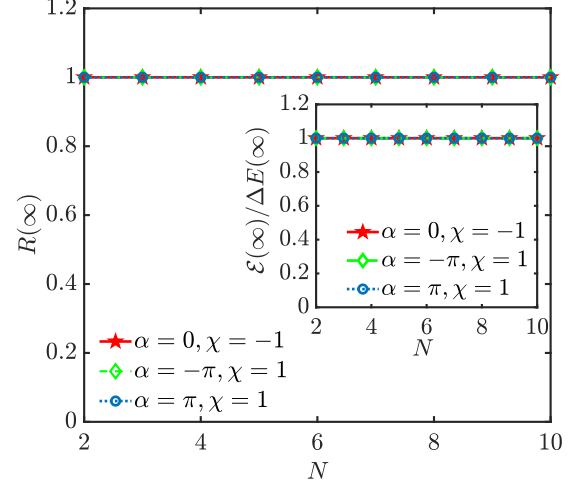 1.2
1
0.8
0.6
0.4
0.2
0
R(∞)
2
4
6
8
10
N
α = 0, χ = −1
α = −π, χ = 1
α = π, χ = 1
1.2
1
0.8
0.6
0.4
0.2
0
ℰ(∞)/ΔE(∞)
2
4
6
8
10
N
α = 0, χ = −1
α = −π, χ = 1
α = π, χ = 1